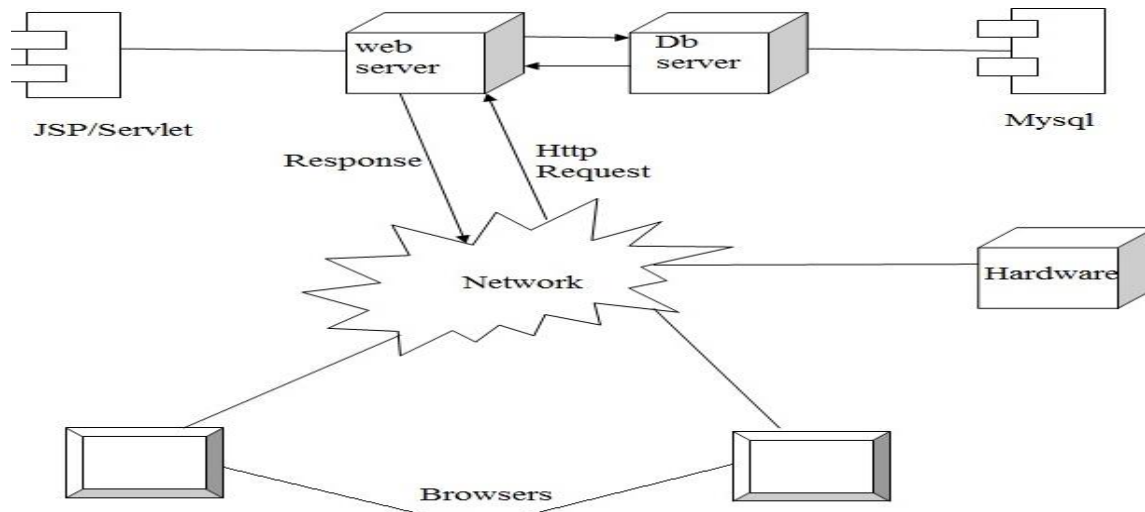 web
server
Db
server
JSP/Servlet
Mysql
Response
Http
Request
Network
Hardware
Browsers